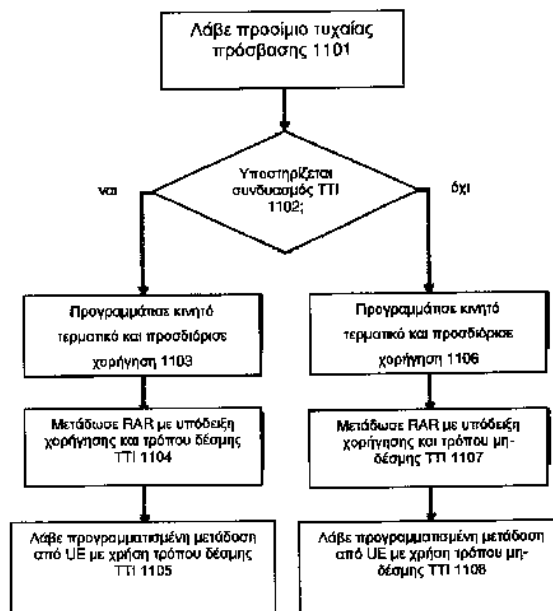 Λάβε προσίμιο τυχαίας
πρόσβασης 1101
Υποστηρίζεται
συνδυασμός TTI
1102;
ναι
όχι
Προγραμμάτισε κινητό
τερματικό και προσδιόρισε
χορήγηση 1103
Προγραμμάτισε κινητό
τερματικό και προσδιόρισε
χορήγηση 1106
Μετάδωσε RAR με υπόδειξη
χορήγησης και τρόπου δέσμης
TTI 1104
Μετάδωσε RAR με υπόδειξη
χορήγησης και τρόπου μη-
δέσμης TTI 1107
Λάβε προγραμματισμένη μετάδοση
από UE με χρήση τρόπου δέσμης
TTI 1105
Λάβε προγραμματισμένη μετάδοση
από UE με χρήση τρόπου μη-
δέσμης TTI 1108